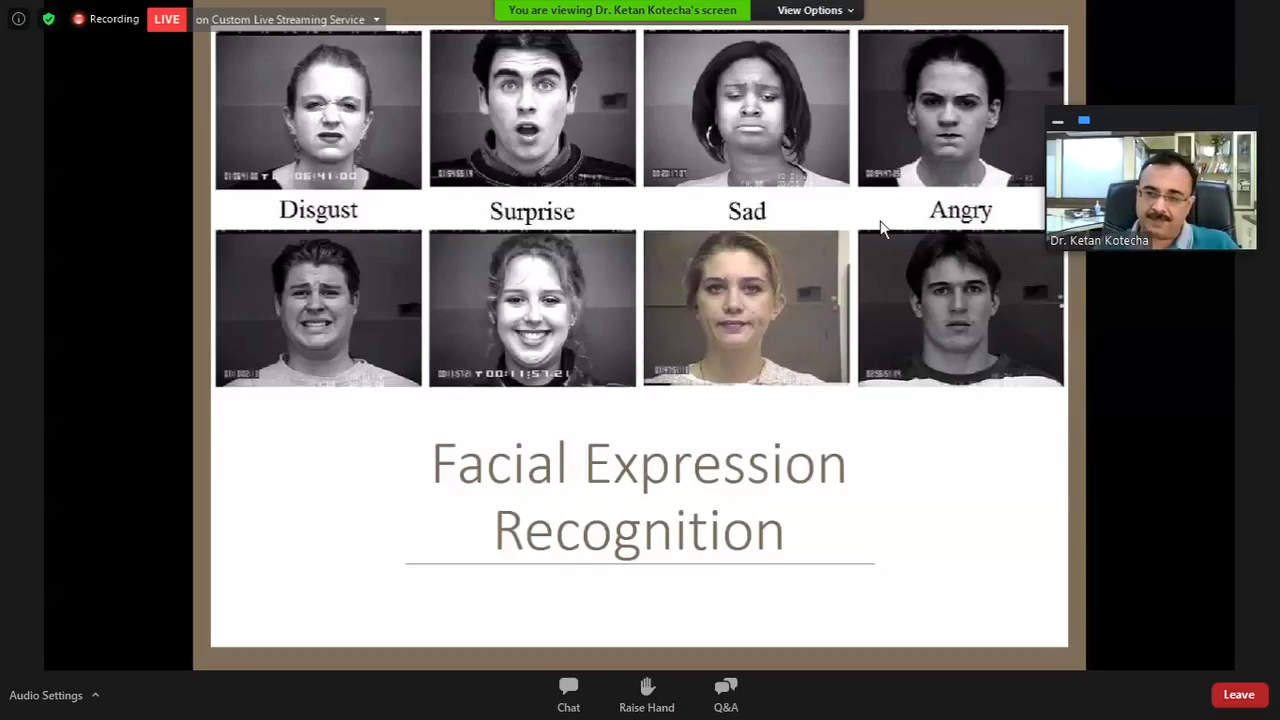 Recording
LIVE
on Custom Live Streaming Service
You are viewing Dr. Ketan Kotecha's screen
View Options
Disgust
Surprise
Sad
Angry
Dr. Ketan Kotecha
Facial Expression
Recognition
Audio Settings
Chat
Raise Hand
Q&A
Leave